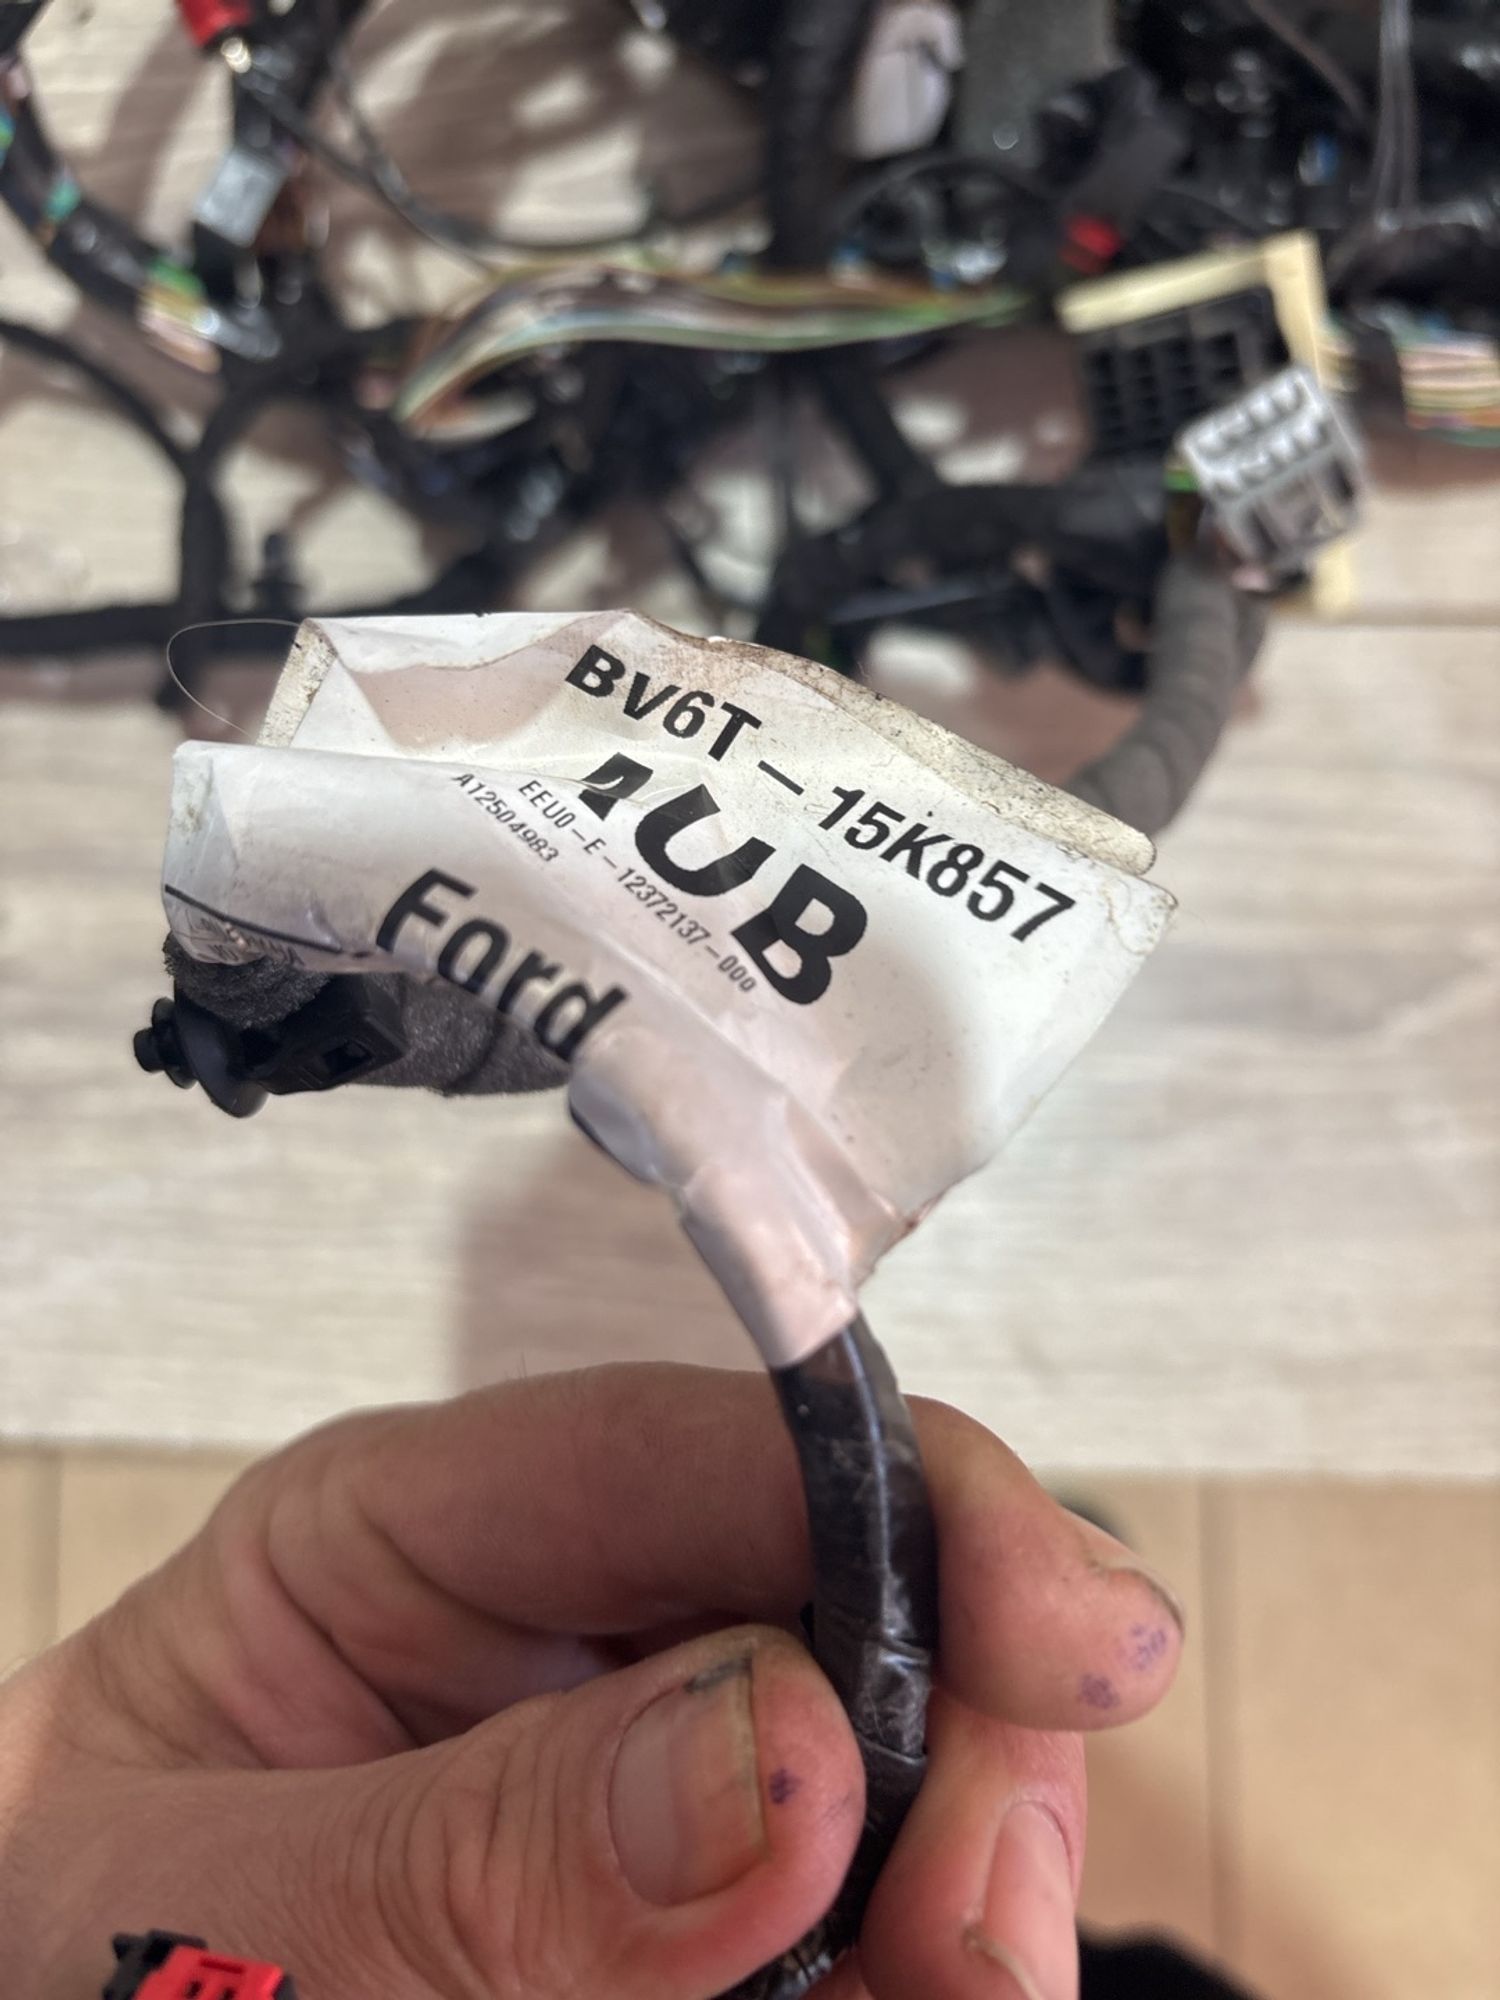 BV6T-15K857
AUB
EEU0-E-12372137-000
A12504983
Ford